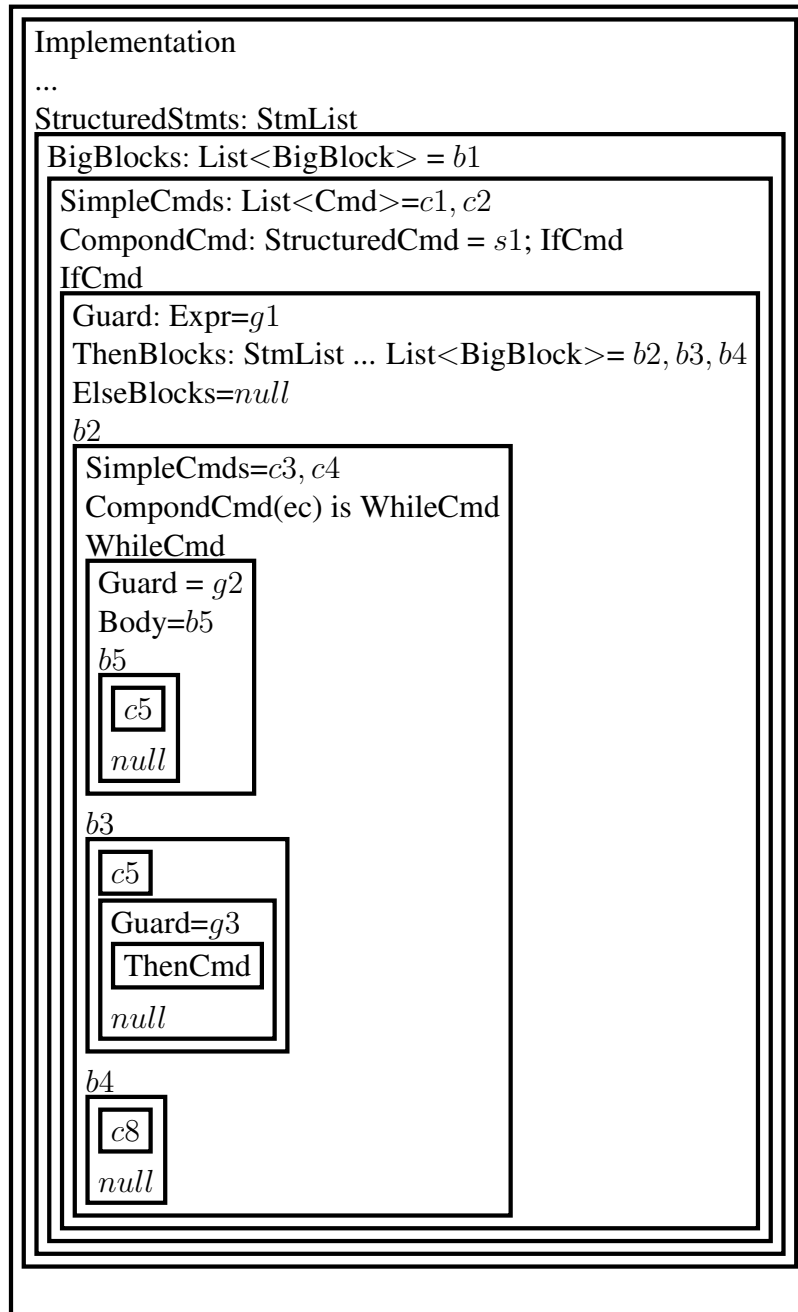 Implementation
...
StructuredStmts: StmList
BigBlocks: List<BigBlock> = b1
SimpleCmds: List<Cmd>=c1, c2
CompondCmd: StructuredCmd = s1; IfCmd
IfCmd
Guard: Expr=g1
ThenBlocks: StmList ... List<BigBlock>= b2, b3, b4
ElseBlocks=null
b2
SimpleCmds=c3, c4
CompondCmd(ec) is WhileCmd
WhileCmd
Guard = g2
Body=b5
b5
c5
null
b3
c5
Guard=g3
ThenCmd
null
b4
c8
null